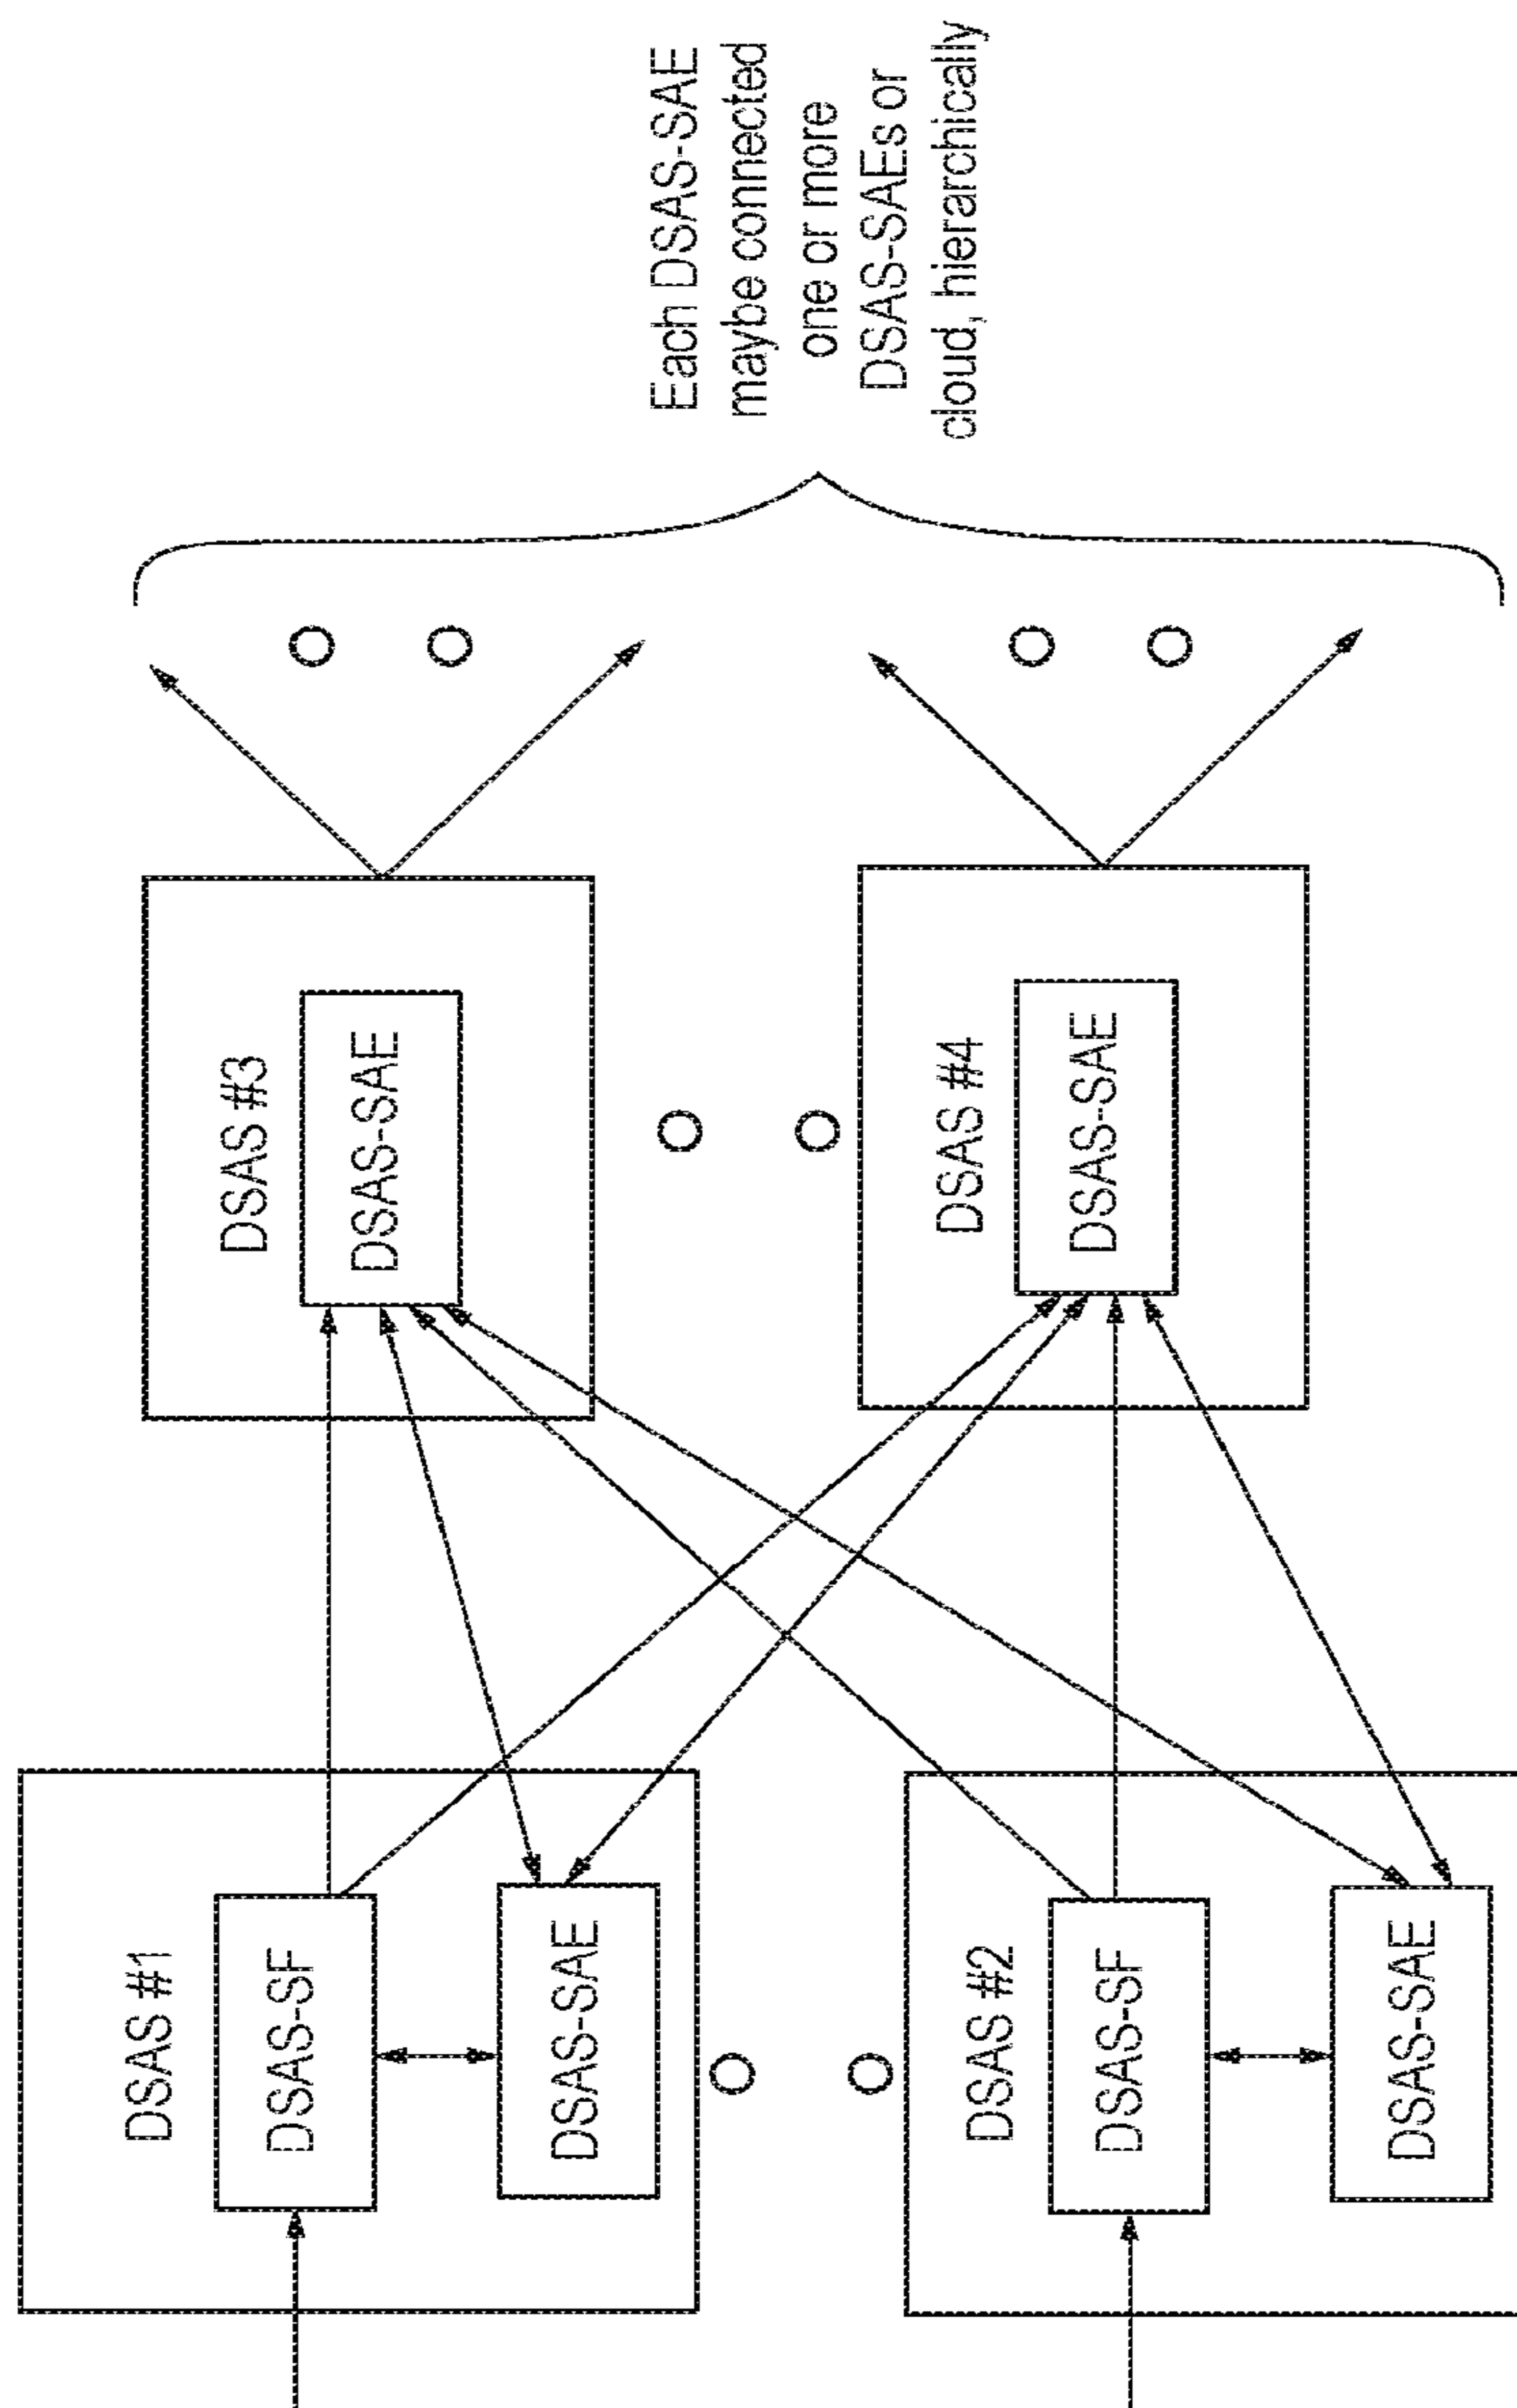 DSAS #1
DSAS-SF
DSAS-SAE
DSAS #2
DSAS-SF
DSAS-SAE
DSAS #3
DSAS-SAE
DSAS #4
DSAS-SAE
Each DSAS-SAE
maybe connected
one or more
DSAS-SAEs or
cloud, hierarchically